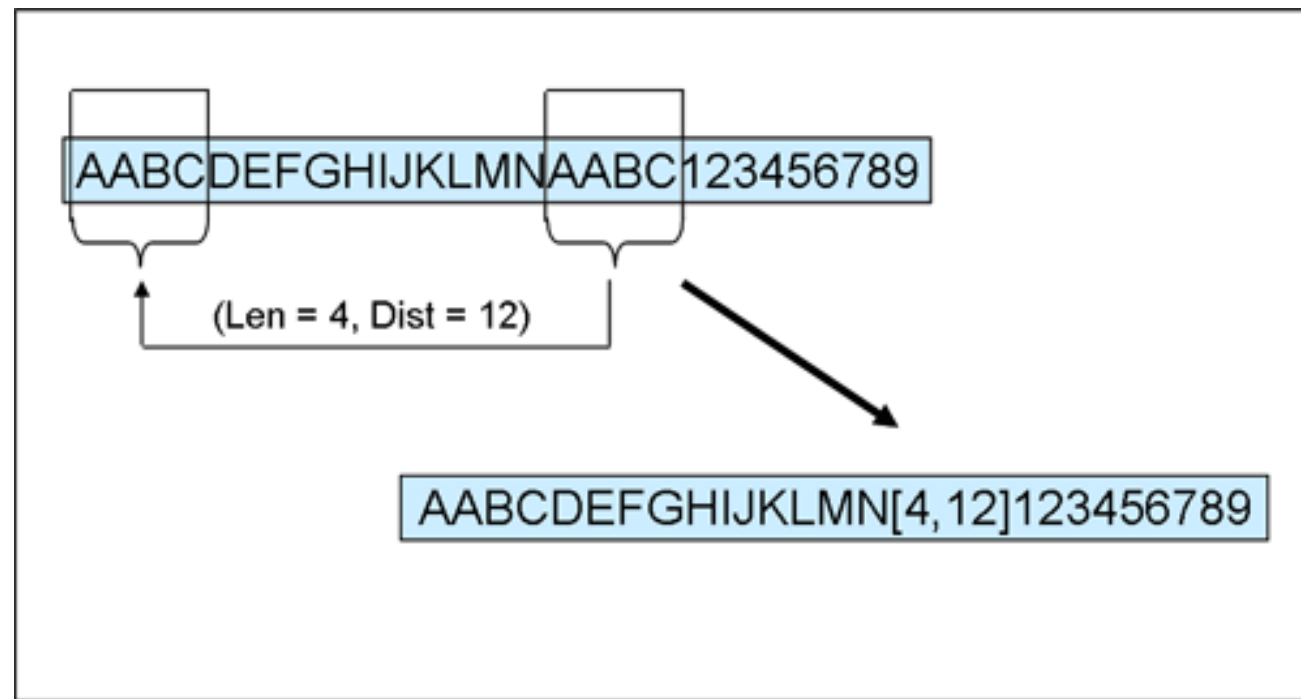 AABCDEFGHIJKLMNAABC123456789
(Len = 4, Dist = 12)
AABCDEFGHIJKLMN[4,12]123456789